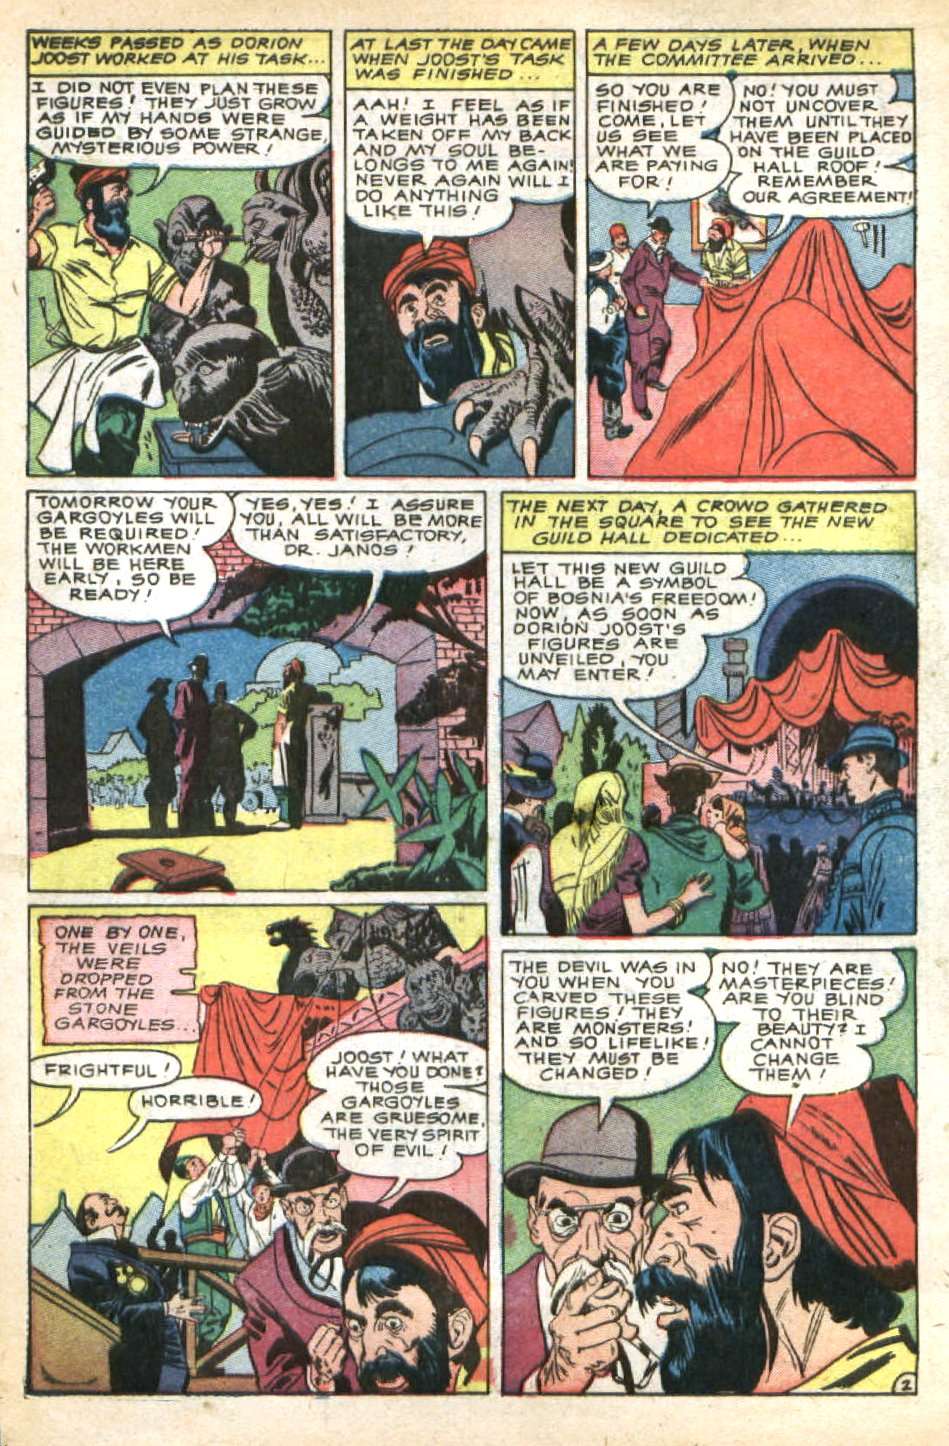 WEEKS PASSED AS DORION
JOOST WORKED AT HIS TASK...
I DID NOT EVEN PLAN THESE
FIGURES! THEY JUST GROW
AS IF MY HANDS WERE
GUIDED BY SOME STRANGE,
MYSTERIOUS POWER!
AT LAST THE DAY CAME
WHEN JOOST'S TASK
WAS FINISHED...
AAH! I FEEL AS IF
A WEIGHT HAS BEEN
TAKEN OFF MY BACK
AND MY SOUL BE-
LONGS TO ME AGAIN!
NEVER AGAIN WILL I
DO ANYTHING
LIKE THIS!
A FEW DAYS LATER, WHEN
THE COMMITTEE ARRIVED...
SO YOU ARE
FINISHED!
COME, LET
US SEE
WHAT WE
ARE PAYING
FOR!
NO! YOU MUST
NOT UNCOVER
THEM UNTIL THEY
HAVE BEEN PLACED
ON THE GUILD
HALL ROOF!
REMEMBER
OUR AGREEMENT!
TOMORROW YOUR
GARGOYLES WILL
BE REQUIRED!
THE WORKMEN
WILL BE HERE
EARLY, SO BE
READY!
YES, YES! I ASSURE
YOU, ALL WILL BE MORE
THAN SATISFACTORY,
DR. JANOS!
THE NEXT DAY, A CROWD GATHERED
IN THE SQUARE TO SEE THE NEW
GUILD HALL DEDICATED...
LET THIS NEW GUILD
HALL BE A SYMBOL
OF BOSNIA'S FREEDOM!
NOW, AS SOON AS
DORION JOOST'S
FIGURES ARE
UNVEILED, YOU
MAY ENTER!
ONE BY ONE,
THE VEILS
WERE
DROPPED
FROM THE
STONE
GARGOYLES...
FRIGHTFUL!
HORRIBLE!
JOOST! WHAT
HAVE YOU DONE?
THOSE
GARGOYLES
ARE GRUESOME,
THE VERY SPIRIT
OF EVIL!
THE DEVIL WAS IN
YOU WHEN YOU
CARVED THESE
FIGURES! THEY
ARE MONSTERS!
AND SO LIFELIKE!
THEY MUST BE
CHANGED!
NO! THEY ARE
MASTERPIECES!
ARE YOU BLIND
TO THEIR
BEAUTY? I
CANNOT
CHANGE
THEM!
2